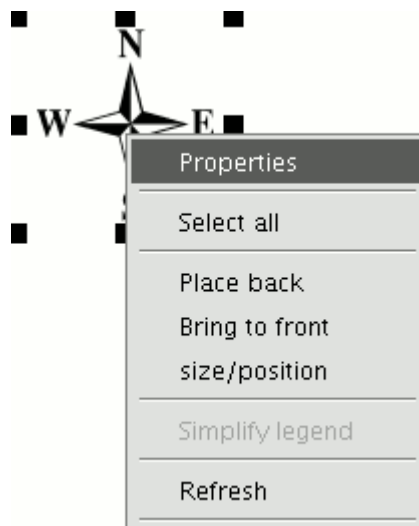 N
W E
Properties
Select all
Place back
Bring to front
size/position
Simplify legend
Refresh